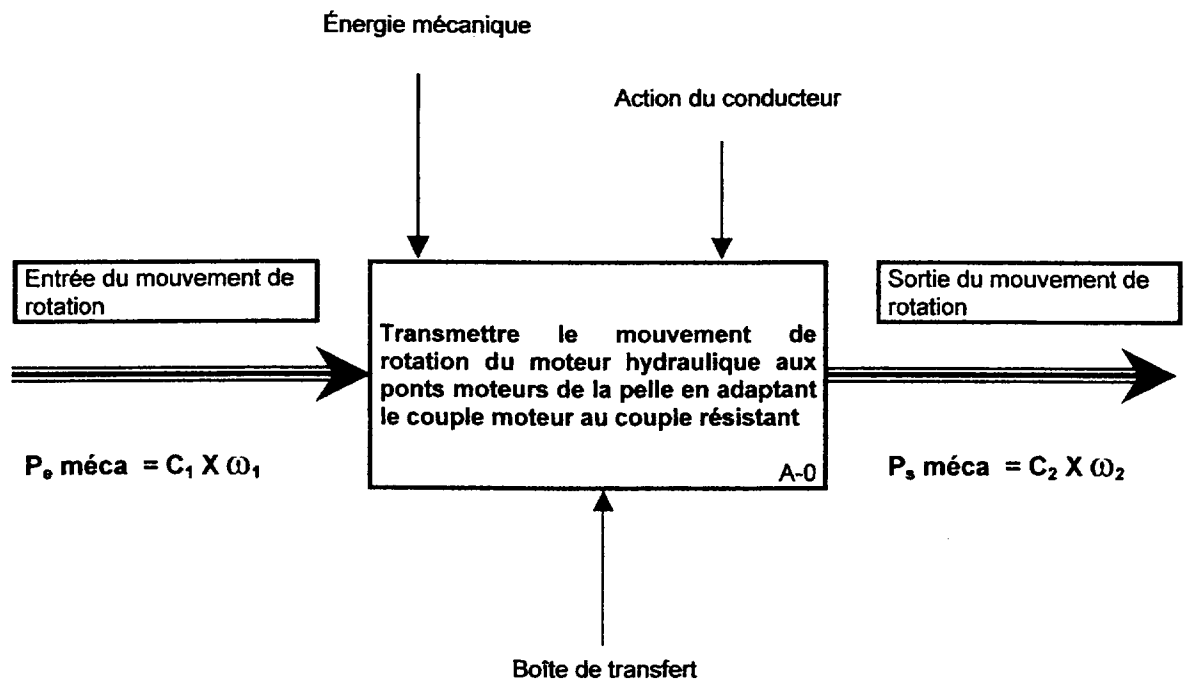 Énergie mécanique
Action du conducteur
Entrée du mouvement de
rotation
Sortie du mouvement de
rotation
Transmettre le mouvement de
rotation du moteur hydraulique aux
ponts moteurs de la pelle en adaptant
le couple moteur au couple résistant
A-0
Pₑ méca = C₁ X ω₁
Pₛ méca = C₂ X ω₂
Boîte de transfert